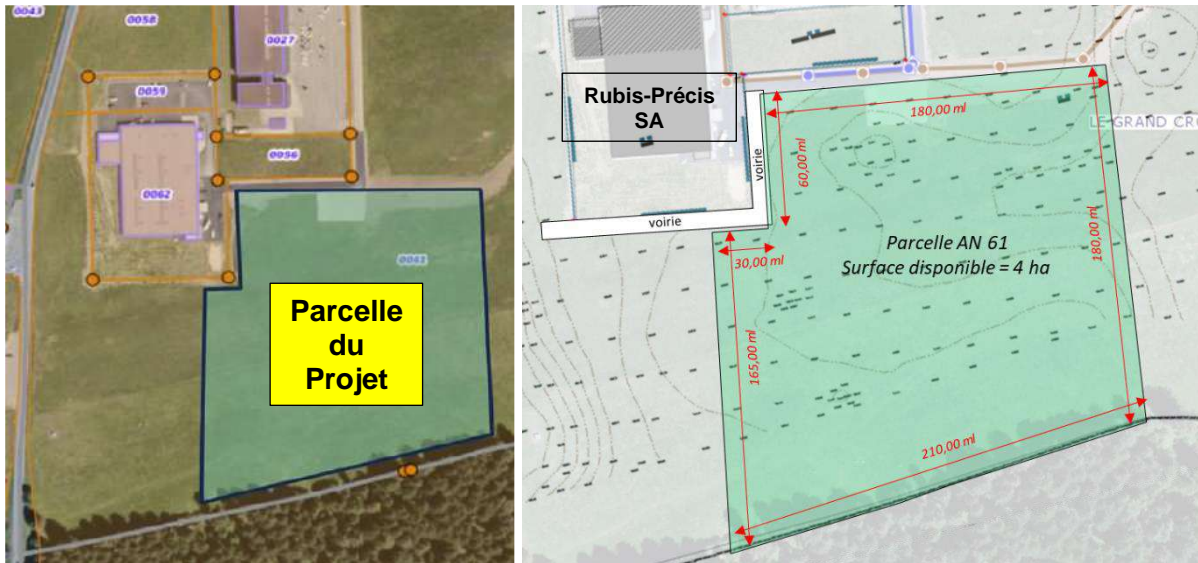 0043
0058
0027
0059
0056
0062
0061
Parcelle
du
Projet
Rubis-Précis
SA
voirie
voirie
180,00 ml
LE GRAND CRO
60,00 ml
180,00 ml
30,00 ml
Parcelle AN 61
Surface disponible = 4 ha
165,00 ml
210,00 ml